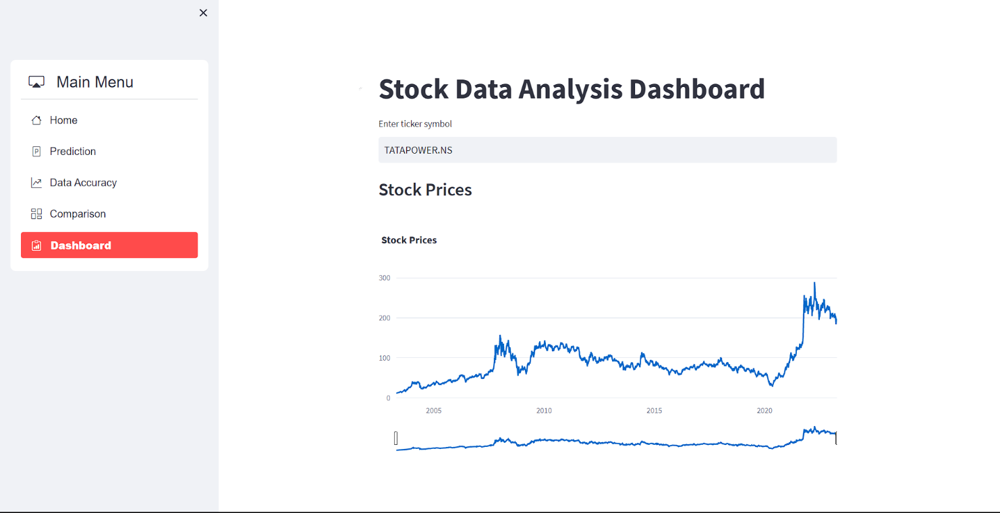 Main Menu
Home
Prediction
Data Accuracy
Comparison
Dashboard
Stock Data Analysis Dashboard
Enter ticker symbol
TATAPOWER.NS
Stock Prices
Stock Prices
300
200
100
0
2005
2010
2015
2020